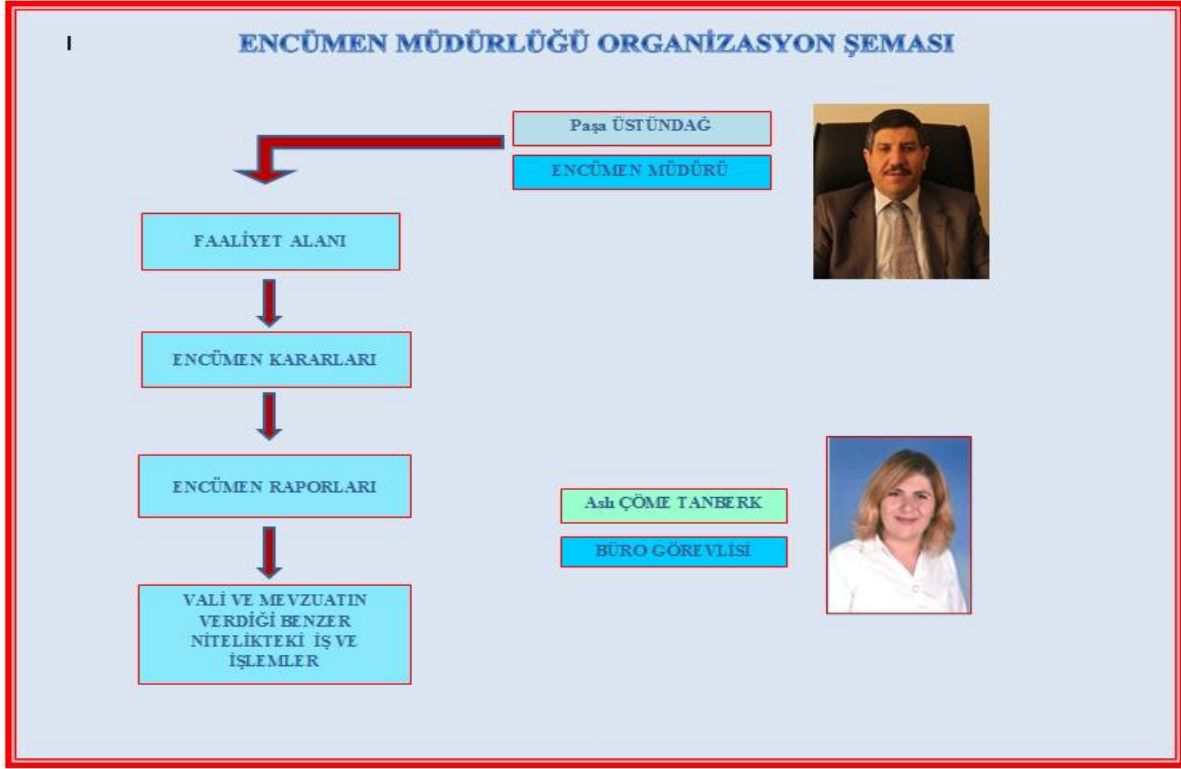 I
ENCÜMEN MÜDÜRLÜĞÜ ORGANİZASYON ŞEMASI
Paşa ÜSTÜNDAĞ
ENCÜMEN MÜDÜRÜ
FAALİYET ALANI
ENCÜMEN KARARLARI
ENCÜMEN RAPORLARI
VALİ VE MEVZUATIN
VERDİĞİ BENZER
NİTELİKTEKİ İŞ VE
İŞLEMLER
Aslı ÇÖME TANBERK
BÜRO GÖREVLİSİ